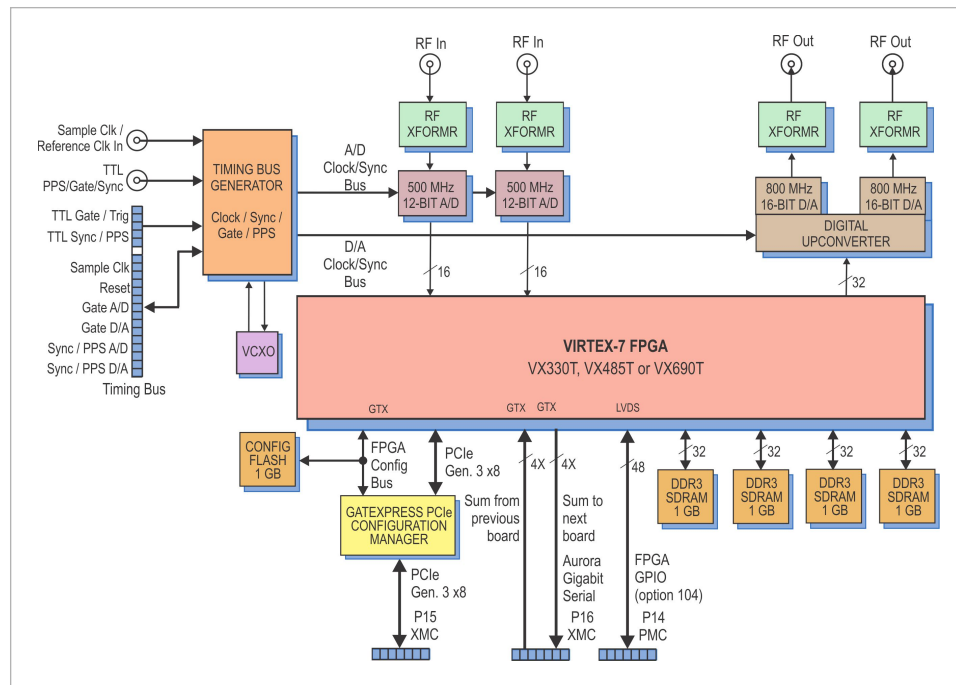 RF In
RF In
RF Out
RF Out
RF
XFORMR
RF
XFORMR
RF
XFORMR
RF
XFORMR
Sample Clk /
Reference Clk In
TTL
PPS/Gate/Sync
TIMING BUS
GENERATOR
Clock / Sync /
Gate / PPS
A/D
Clock/Sync
Bus
500 MHz
12-BIT A/D
500 MHz
12-BIT A/D
800 MHz
16-BIT D/A
800 MHz
16-BIT D/A
DIGITAL
UPCONVERTER
TTL Gate / Trig
TTL Sync / PPS
Sample Clk
Reset
Gate A/D
Gate D/A
Sync / PPS A/D
Sync / PPS D/A
Timing Bus
D/A
Clock/Sync
Bus
16
16
32
VCXO
VIRTEX-7 FPGA
VX330T, VX485T or VX690T
GTX
GTX
GTX
LVDS
CONFIG
FLASH
1 GB
FPGA
Config
Bus
PCIe
Gen. 3 x8
4X
4X
48
32
32
32
32
DDR3
SDRAM
1 GB
DDR3
SDRAM
1 GB
DDR3
SDRAM
1 GB
DDR3
SDRAM
1 GB
GATEXPRESS PCIe
CONFIGURATION
MANAGER
Sum from
previous
board
Sum to
next
board
Aurora
Gigabit
Serial
FPGA
GPIO
(option 104)
PCIe
Gen. 3 x8
P15
XMC
P16
XMC
P14
PMC